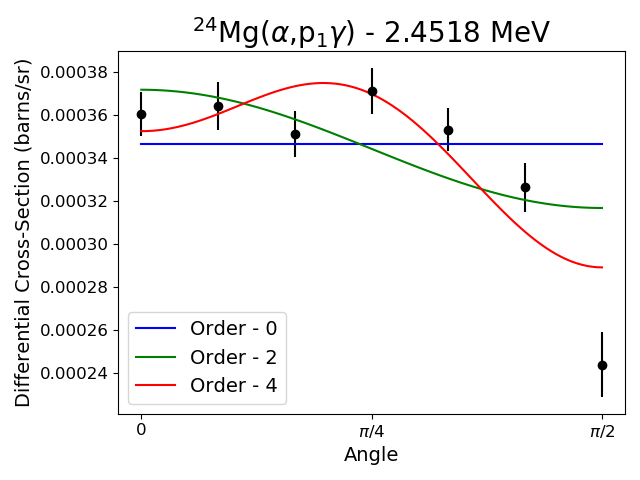 ²⁴Mg(α,p₁γ) - 2.4518 MeV
Differential Cross-Section (barns/sr)
0.00038
0.00036
0.00034
0.00032
0.00030
0.00028
0.00026
0.00024
Order - 0
Order - 2
Order - 4
0 π/4 π/2
Angle